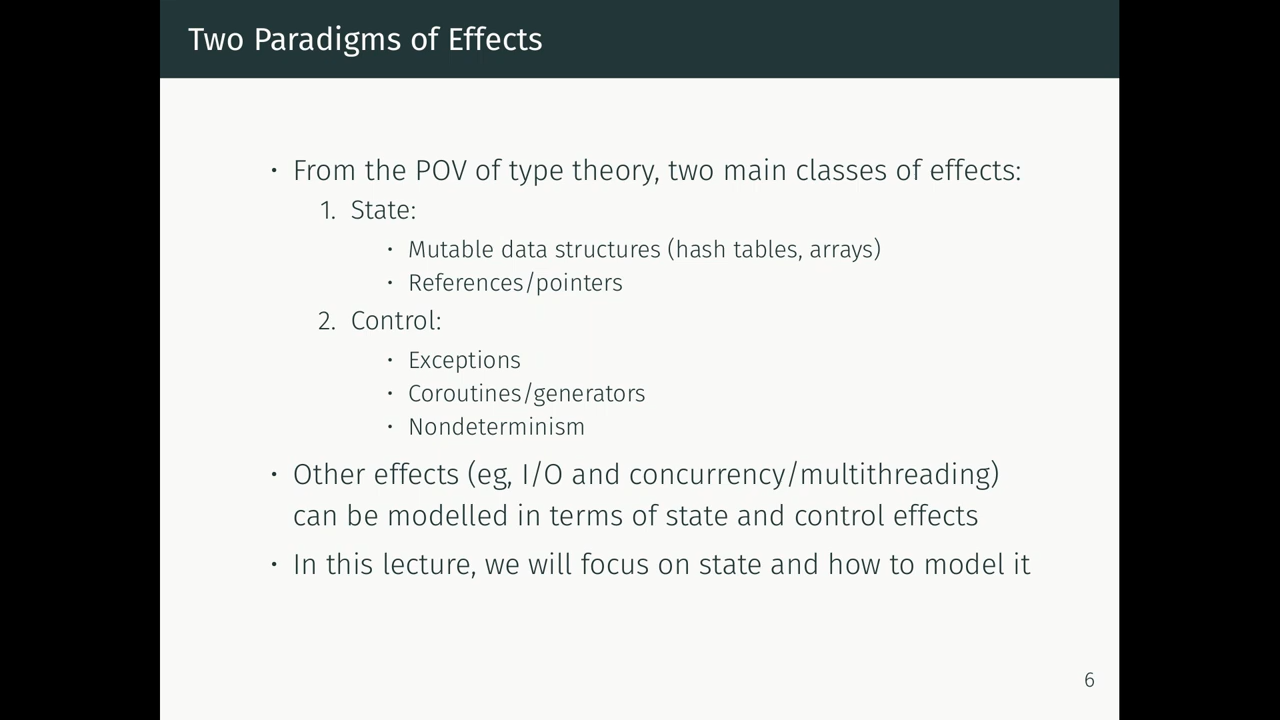 Two Paradigms of Effects
· From the POV of type theory, two main classes of effects:
1. State:
· Mutable data structures (hash tables, arrays)
· References/pointers
2. Control:
· Exceptions
· Coroutines/generators
· Nondeterminism
· Other effects (eg, I/O and concurrency/multithreading)
can be modelled in terms of state and control effects
· In this lecture, we will focus on state and how to model it
6